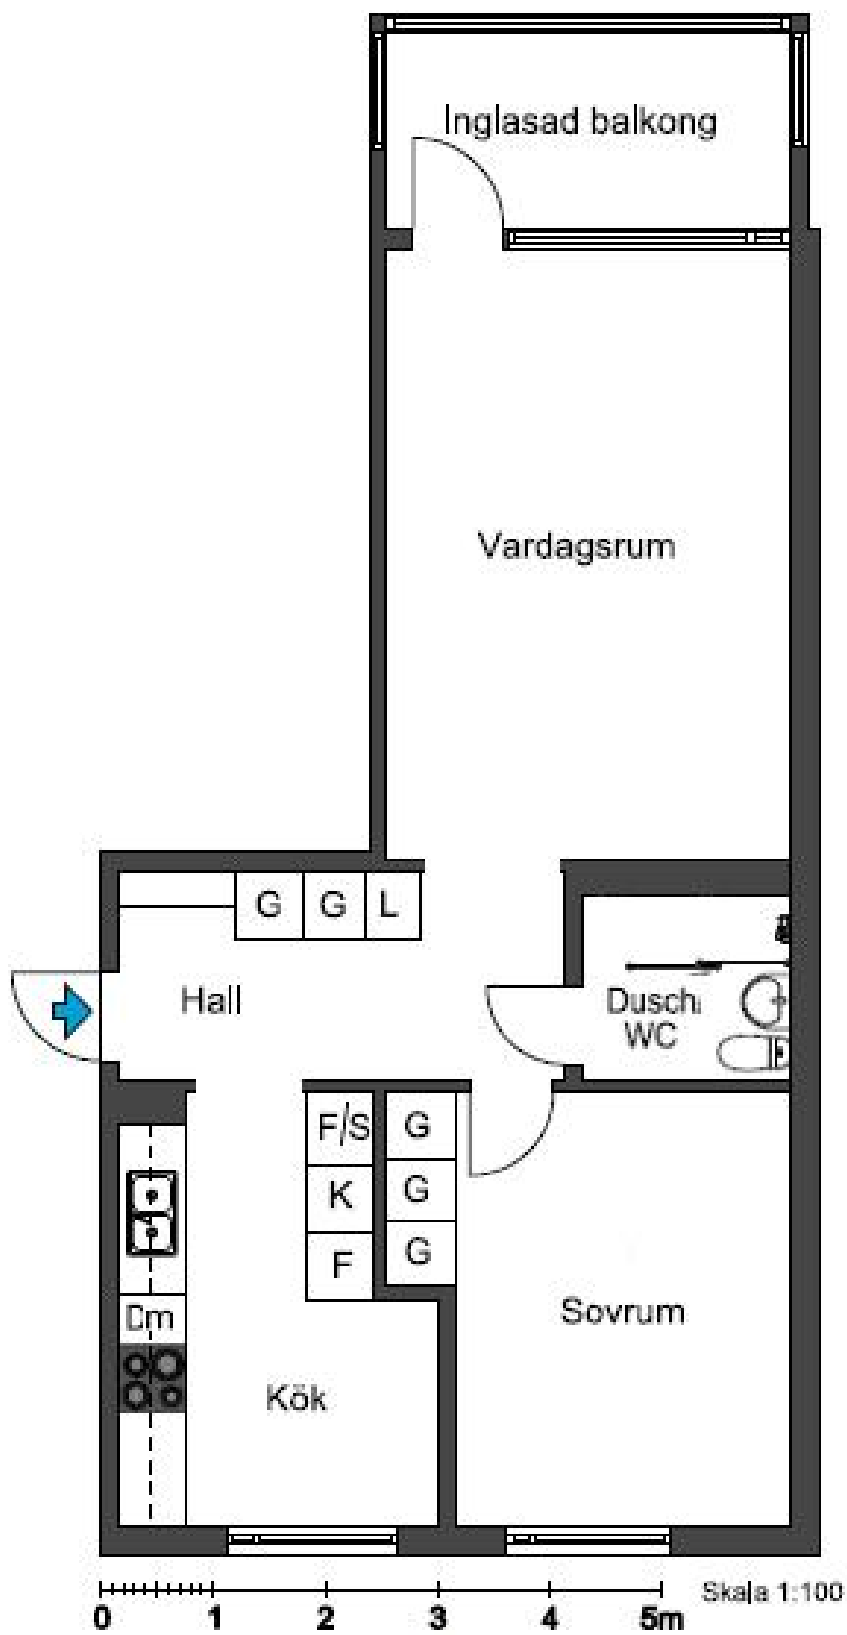 Inglasad balkong
Vardagsrum
G G L
Hall
Dusch
WC
F/S G
K G
F G
Dm
Sovrum
Kök
Skala 1:100
0 1 2 3 4 5m